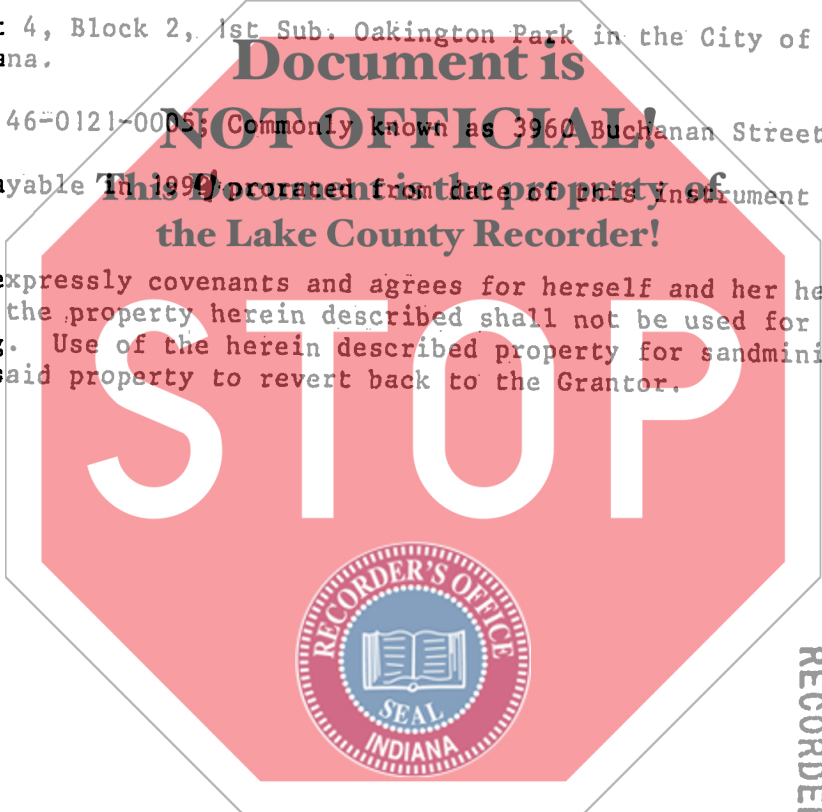 4, Block 2, 1st Sub. Oakington Park in the City of
ana.
Document is
46-0121-0005; Commonly known as 3960 Buchanan Street
NOT OFFICIAL!
ayable in prorated from date of this instrument
This Document is the property of
the Lake County Recorder!
expressly covenants and agrees for herself and her he
the property herein described shall not be used for
. Use of the herein described property for sandmini
said property to revert back to the Grantor.
STOP
RECORDER'S OFFICE
SEAL
INDIANA
RECORDE